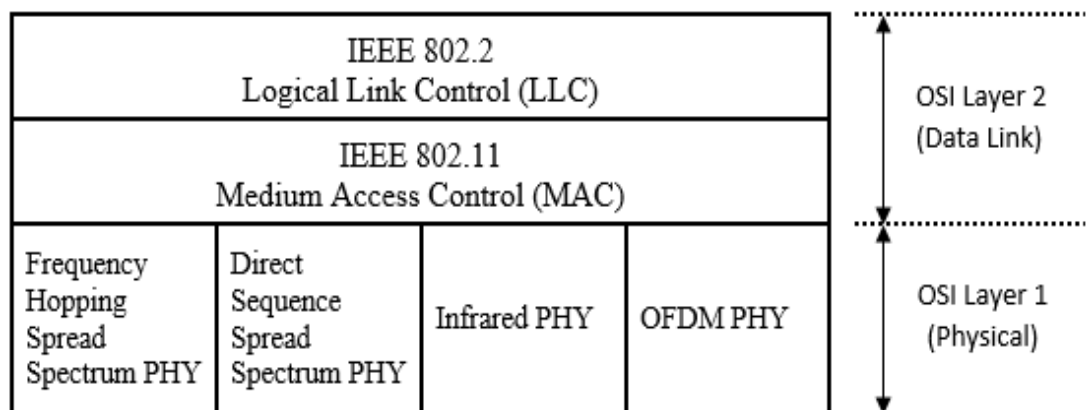 IEEE 802.2
Logical Link Control (LLC)
OSI Layer 2
(Data Link)
IEEE 802.11
Medium Access Control (MAC)
Frequency
Hopping
Spread
Spectrum PHY
Direct
Sequence
Spread
Spectrum PHY
Infrared PHY
OFDM PHY
OSI Layer 1
(Physical)